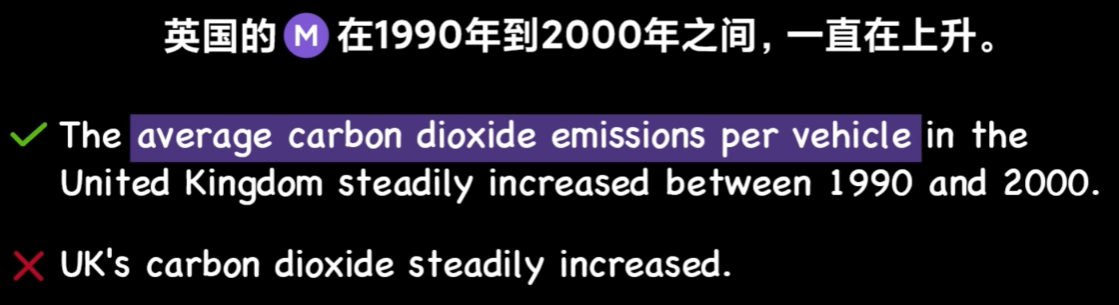 英国的 M 在1990年到2000年之间，一直在上升。
The average carbon dioxide emissions per vehicle in the
United Kingdom steadily increased between 1990 and 2000.
UK's carbon dioxide steadily increased.